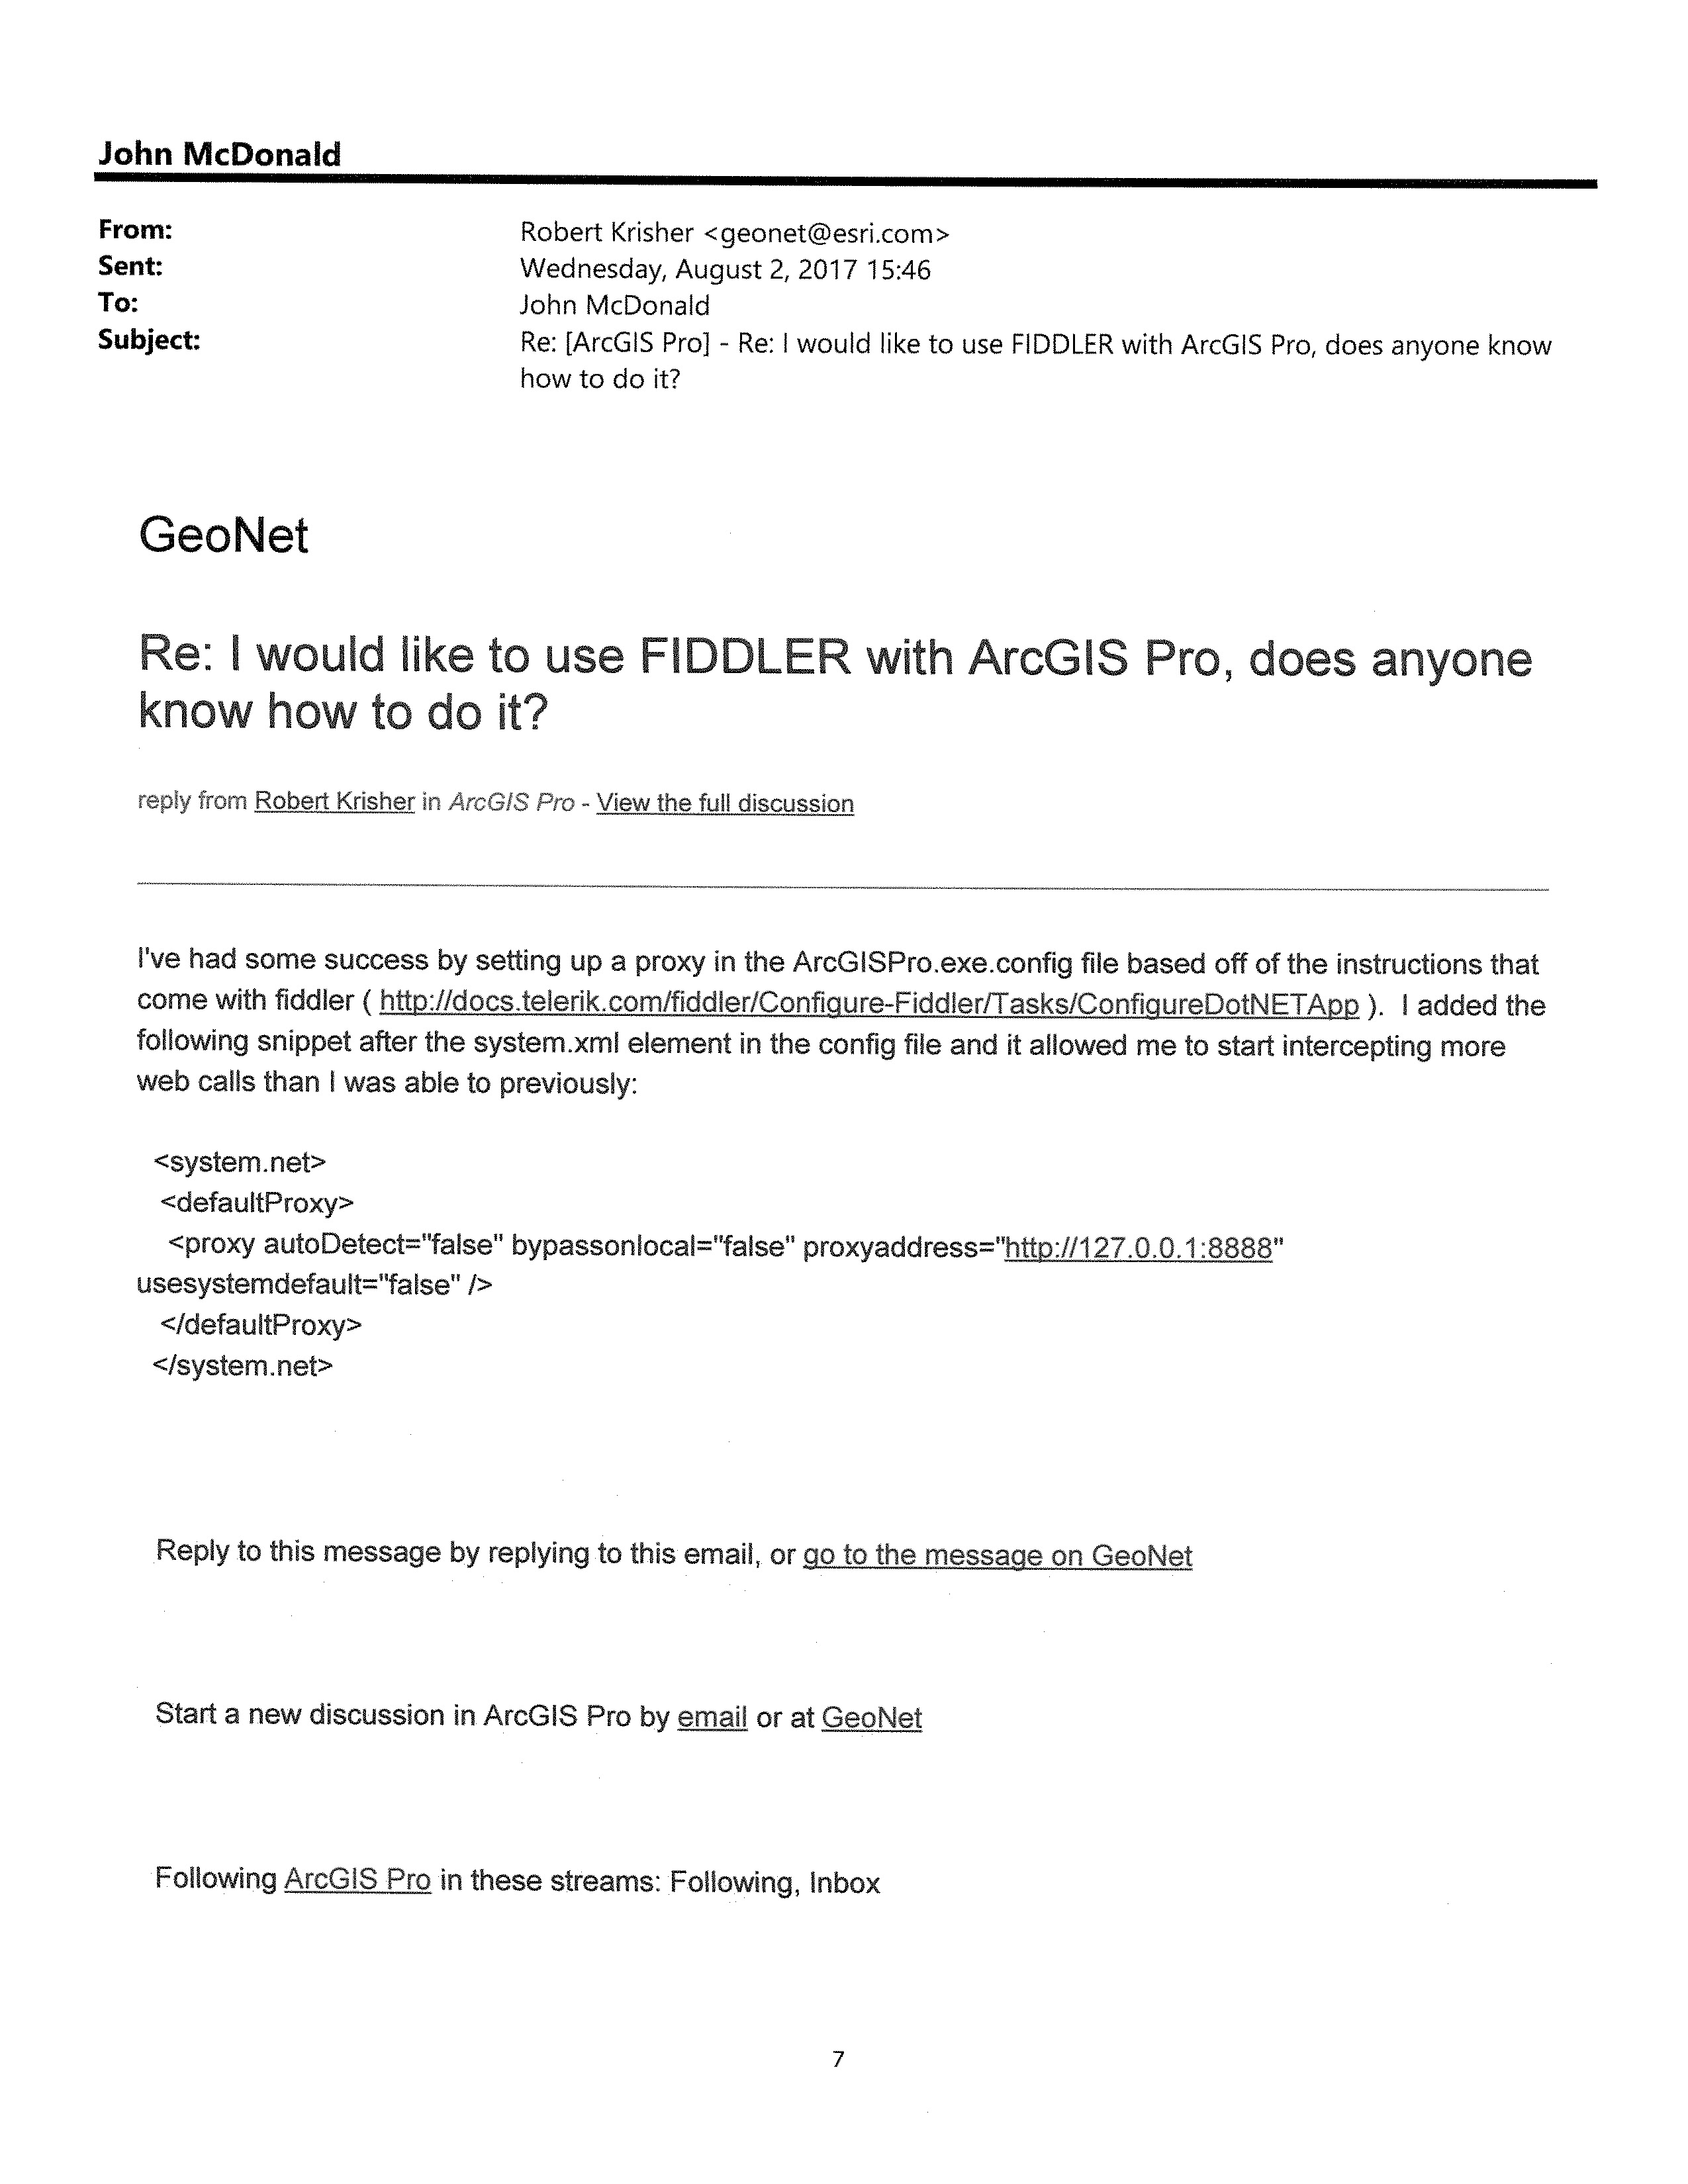 John McDonald
From: Robert Krisher <geonet@esri.com>
Sent: Wednesday, August 2, 2017 15:46
To: John McDonald
Subject: Re: [ArcGIS Pro] - Re: I would like to use FIDDLER with ArcGIS Pro, does anyone know
how to do it?
GeoNet
Re: I would like to use FIDDLER with ArcGIS Pro, does anyone
know how to do it?
reply from Robert Krisher in ArcGIS Pro - View the full discussion
I've had some success by setting up a proxy in the ArcGISPro.exe.config file based off of the instructions that
come with fiddler ( http://docs.telerik.com/fiddler/Configure-Fiddler/Tasks/ConfigureDotNETApp ).  I added the
following snippet after the system.xml element in the config file and it allowed me to start intercepting more
web calls than I was able to previously:
<system.net>
<defaultProxy>
<proxy autoDetect="false" bypassonlocal="false" proxyaddress="http://127.0.0.1:8888"
usesystemdefault="false" />
</defaultProxy>
</system.net>
Reply to this message by replying to this email, or go to the message on GeoNet
Start a new discussion in ArcGIS Pro by email or at GeoNet
Following ArcGIS Pro in these streams: Following, Inbox
7